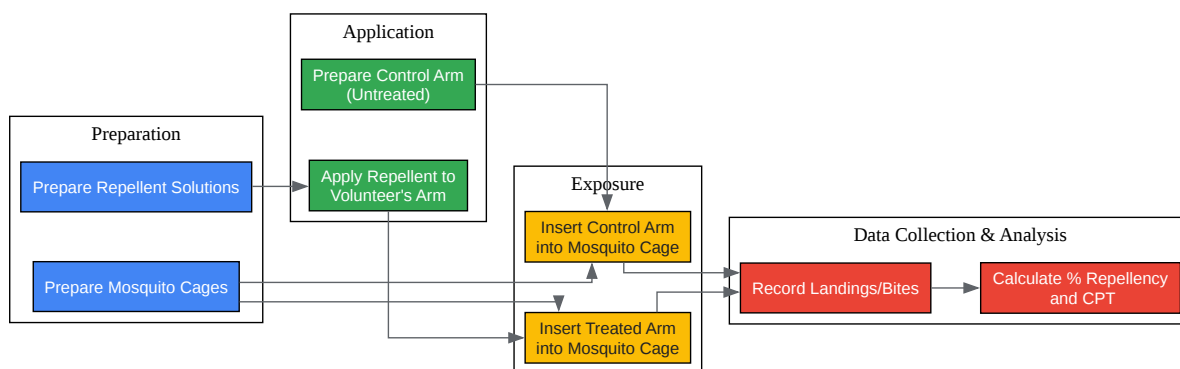 Application
Prepare Control Arm
(Untreated)
Apply Repellent to
Volunteer's Arm
Preparation
Prepare Repellent Solutions
Prepare Mosquito Cages
Exposure
Insert Control Arm
into Mosquito Cage
Insert Treated Arm
into Mosquito Cage
Data Collection & Analysis
Record Landings/Bites
Calculate % Repellency
and CPT